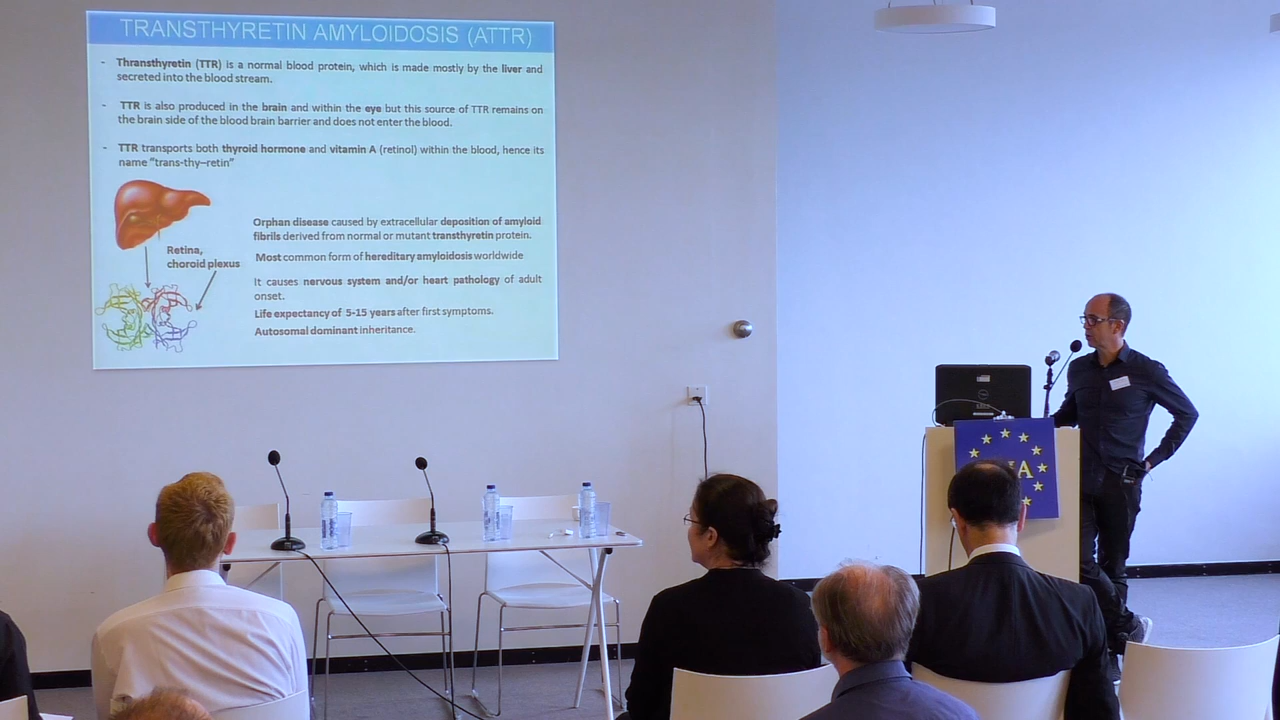 TRANSTHYRETIN AMYLOIDOSIS (ATTR)
- Thransthyretin (TTR) is a normal blood protein, which is made mostly by the liver and
secreted into the blood stream.
- TTR is also produced in the brain and within the eye but this source of TTR remains on
the brain side of the blood brain barrier and does not enter the blood.
- TTR transports both thyroid hormone and vitamin A (retinol) within the blood, hence its
name "trans-thy–retin"
Retina,
choroid plexus
Orphan disease caused by extracellular deposition of amyloid
fibrils derived from normal or mutant transthyretin protein.
Most common form of hereditary amyloidosis worldwide
It causes nervous system and/or heart pathology of adult
onset.
Life expectancy of 5-15 years after first symptoms.
Autosomal dominant inheritance.